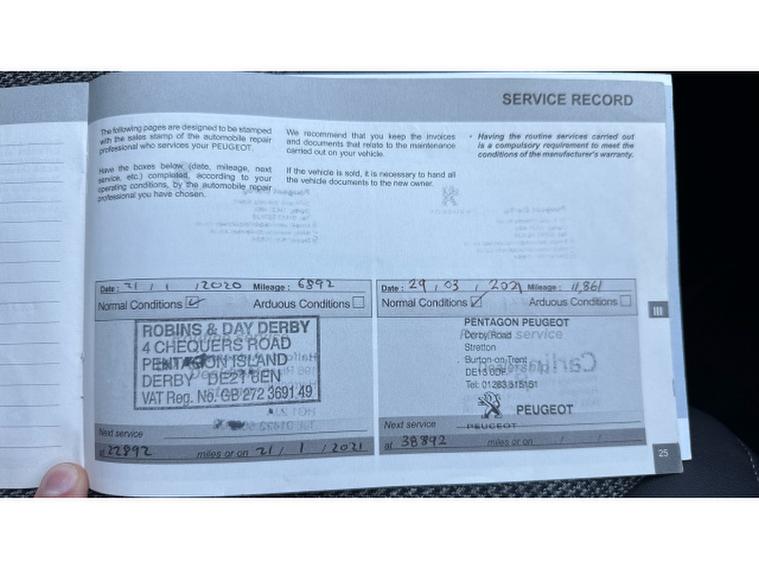 SERVICE RECORD
The following pages are designed to be stamped
with the sales stamp of the automobile repair
professional who services your PEUGEOT.
Have the boxes below (date, mileage, next
service, etc.) completed, according to your
operating conditions, by the automobile repair
professional you have chosen.
We recommend that you keep the invoices
and documents that relate to the maintenance
carried out on your vehicle.
If the vehicle is sold, it is necessary to hand all
the vehicle documents to the new owner.
• Having the routine services carried out
is a compulsory requirement to meet the
conditions of the manufacturer's warranty.
Date : 21 / 1 / 2020 Mileage : 6892
Normal Conditions Arduous Conditions
ROBINS & DAY DERBY
4 CHEQUERS ROAD
PENTAGON ISLAND
DERBY DE21 6EN
VAT Reg. No. GB 272 3691 49
Next service
at 22892 miles or on 21 / 1 / 2021
Date : 29 / 03 / 2021 Mileage : 11,861
Normal Conditions Arduous Conditions
PENTAGON PEUGEOT
Derby Road
Stretton
Burton on Trent
DE13 0DF.
Tel: 01283 515151
PEUGEOT
Next service PEUGEOT
at 38892 miles or on / /
III
25